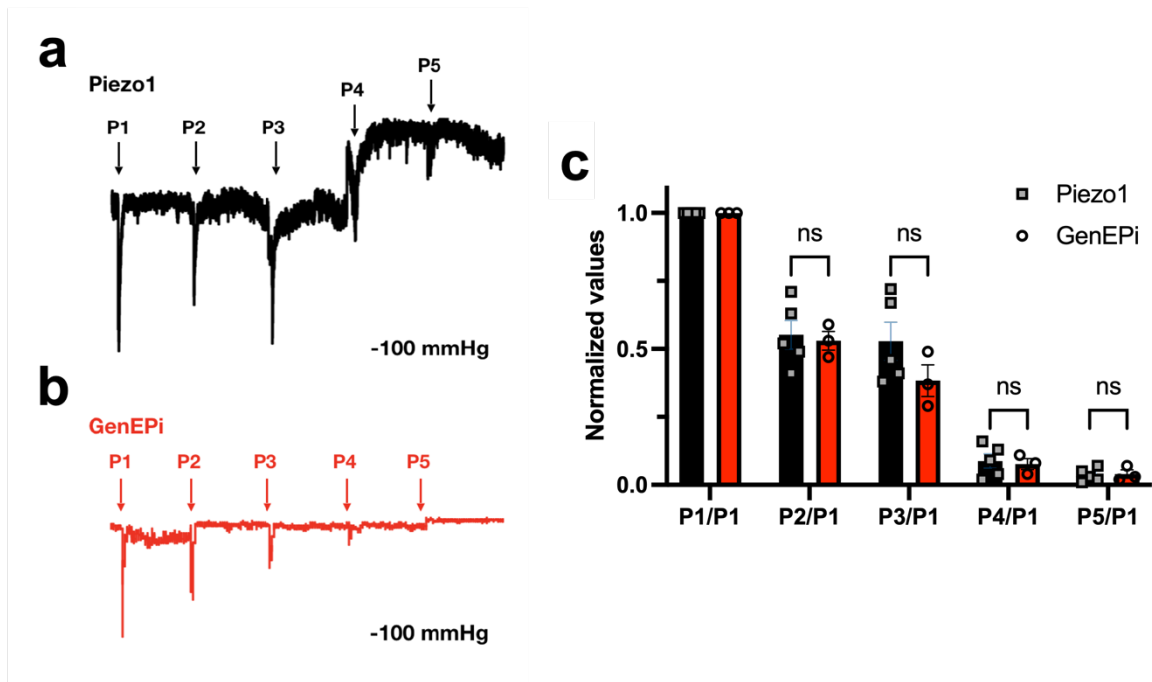 a
Piezo1
P1 P2 P3 P4 P5
-100 mmHg
b
GenEPi
P1 P2 P3 P4 P5
-100 mmHg
c
Piezo1
GenEPi
Normalized values
1.0
0.5
0.0
ns ns ns ns
P1/P1 P2/P1 P3/P1 P4/P1 P5/P1